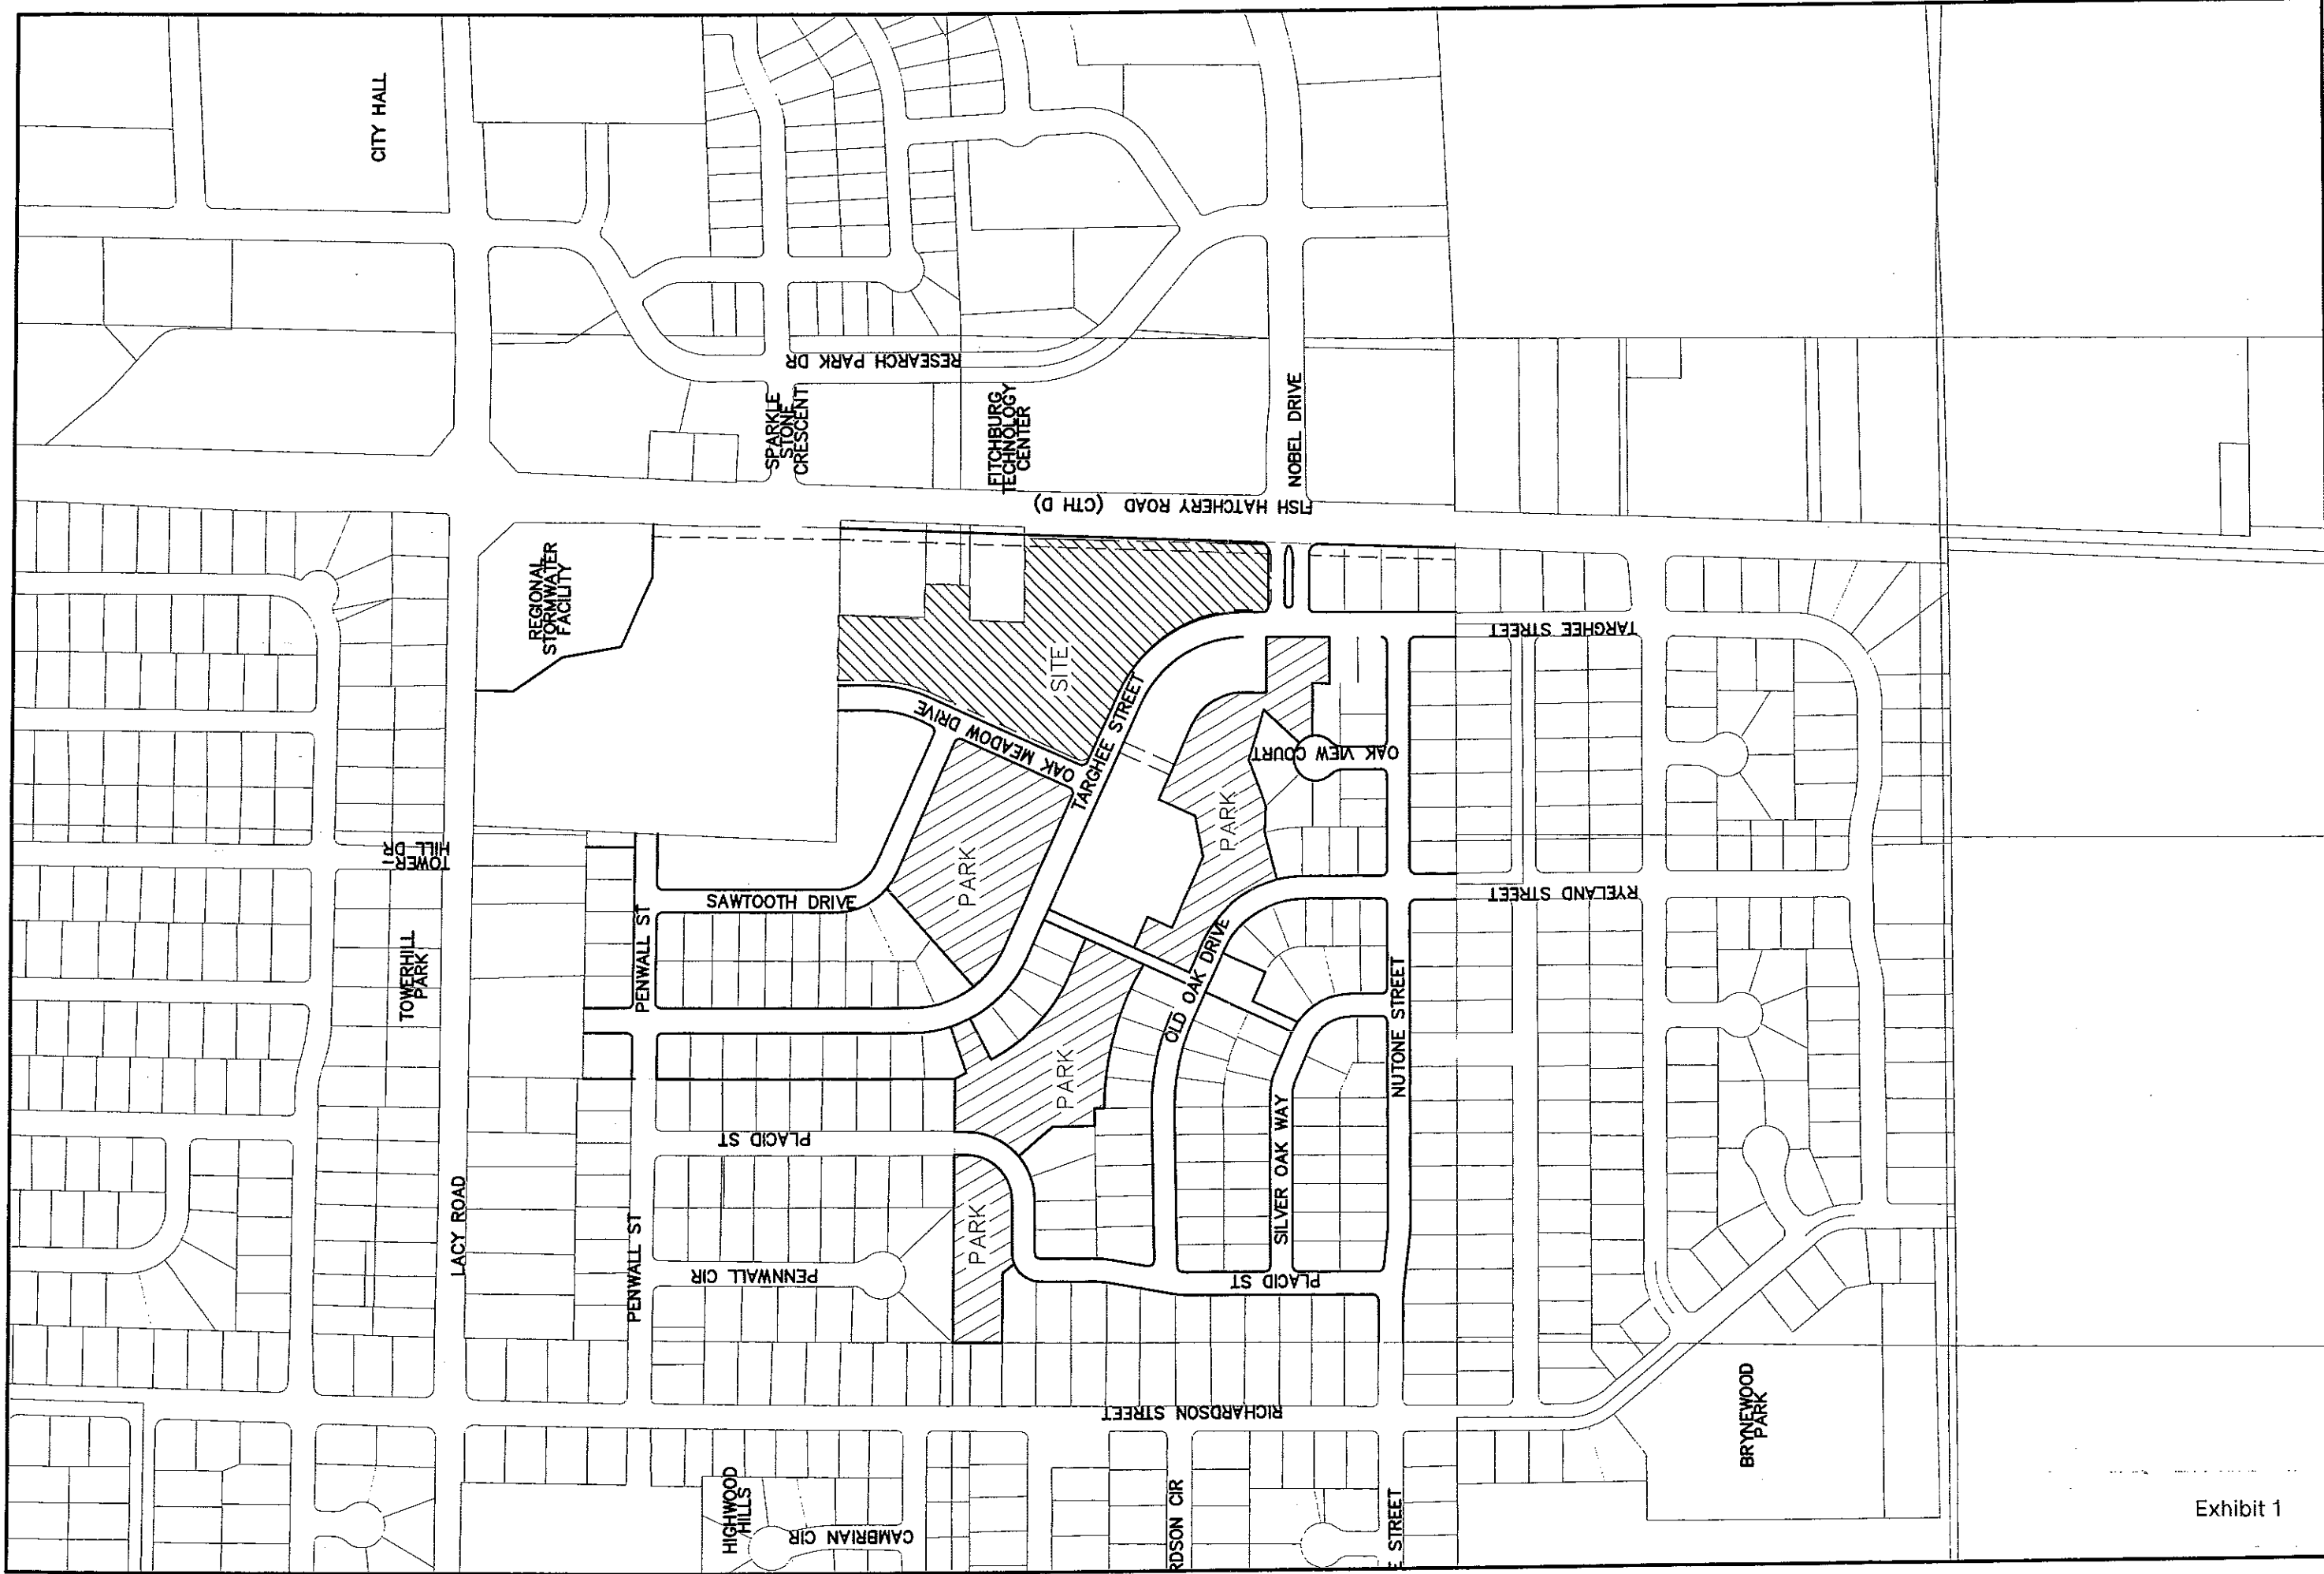 CITY HALL
RESEARCH PARK DR
SPARKLE
STONE
CRESCENT
FITCHBURG
TECHNOLOGY
CENTER
NOBEL DRIVE
FISH HATCHERY ROAD (CTH D)
REGIONAL
STORMWATER
FACILITY
SITE
TARGHEE STREET
TARGHEE STREET
OAK MEADOW DRIVE
OAK VIEW COURT
PARK
PARK
TOWER-
HILL DR
SAWTOOTH DRIVE
RYELAND STREET
PENWALL ST
TOWERHILL
PARK
OLD OAK DRIVE
NUTONE STREET
PARK
PLACID ST
SILVER OAK WAY
LACY ROAD
PARK
PENWALL ST
PENNWALL CIR
PLACID ST
RICHARDSON STREET
BRYNEWOOD
PARK
HIGHWOOD
HILLS
CAMBRIAN CIR
RDSON CIR
E STREET
Exhibit 1